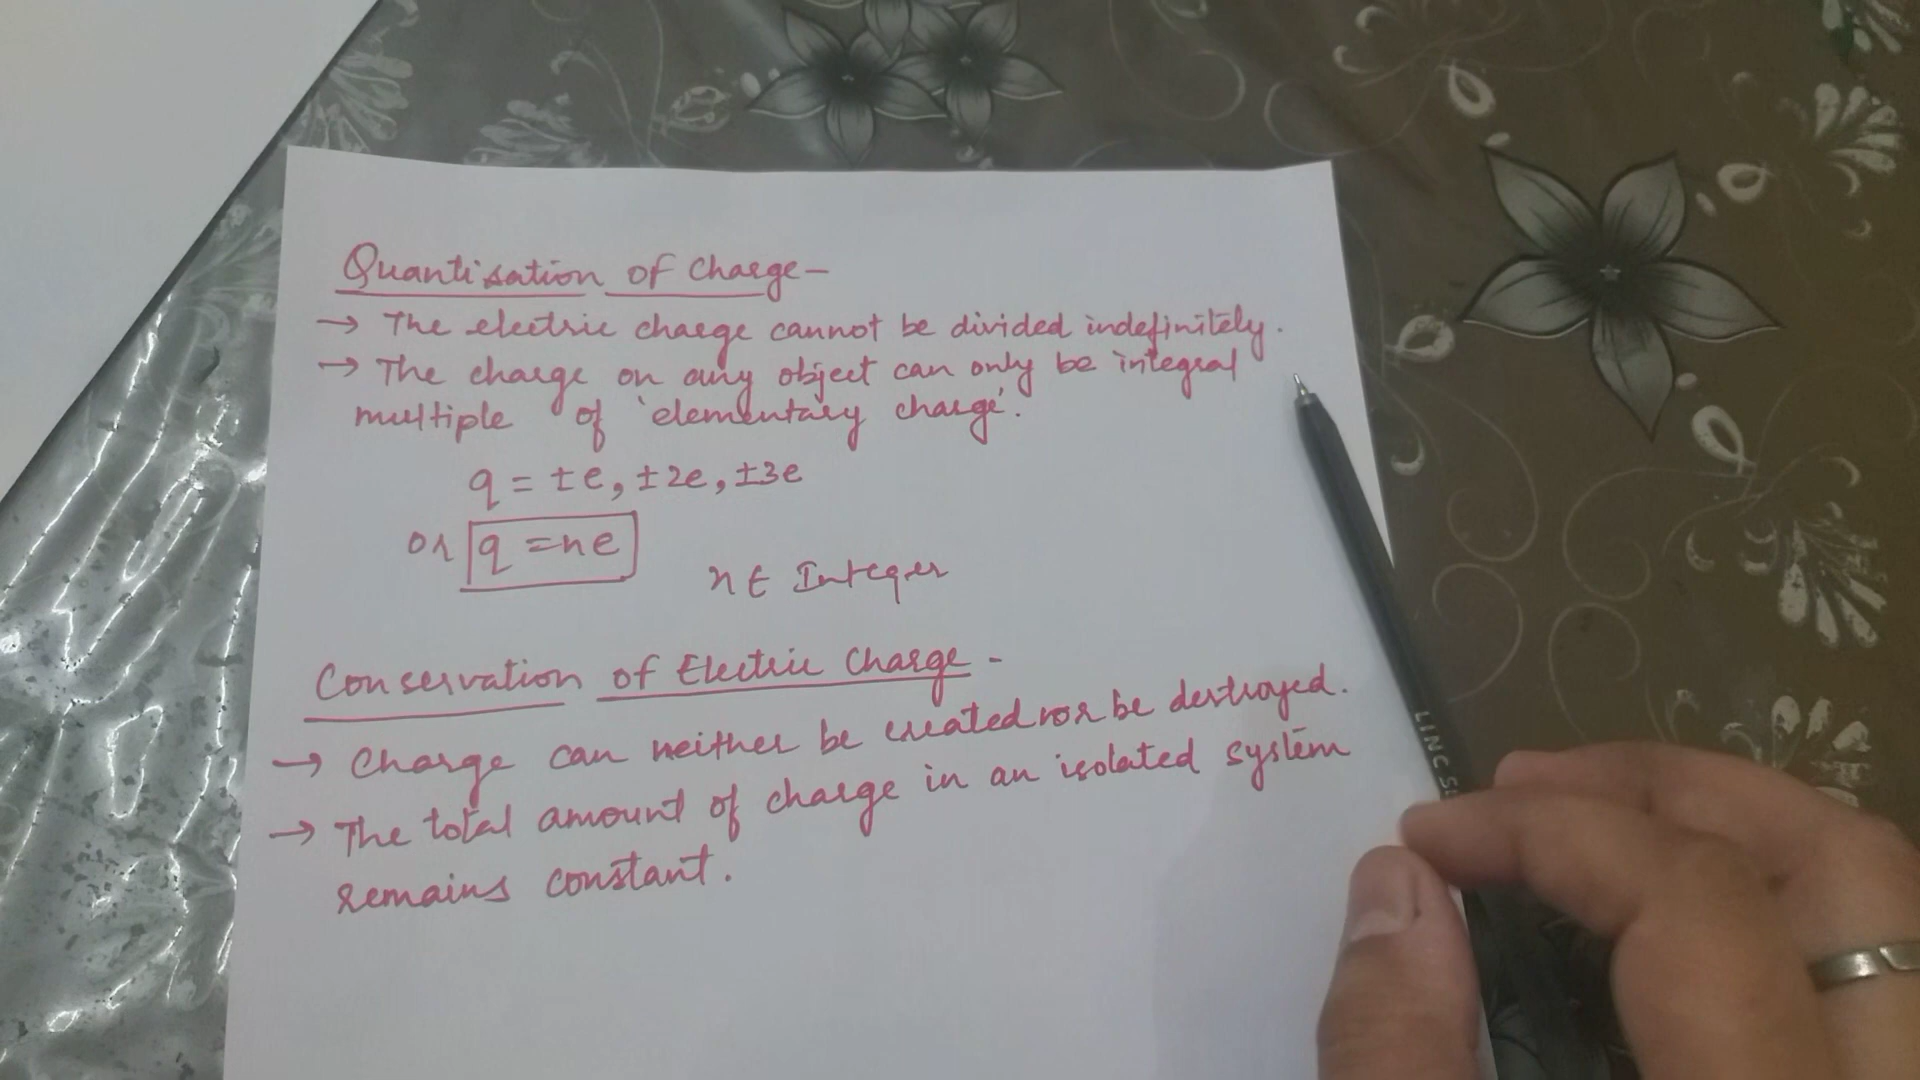 Quantisation of Charge–
→ The electric charge cannot be divided indefinitely.
→ The charge on any object can only be integral
multiple of 'elementary charge'.
q = ±e, ±2e, ±3e
or q = ne
n ∈ Integer
Conservation of Electric Charge -
→ Charge can neither be created nor be destroyed.
→ The total amount of charge in an isolated system
remains constant.
LINC